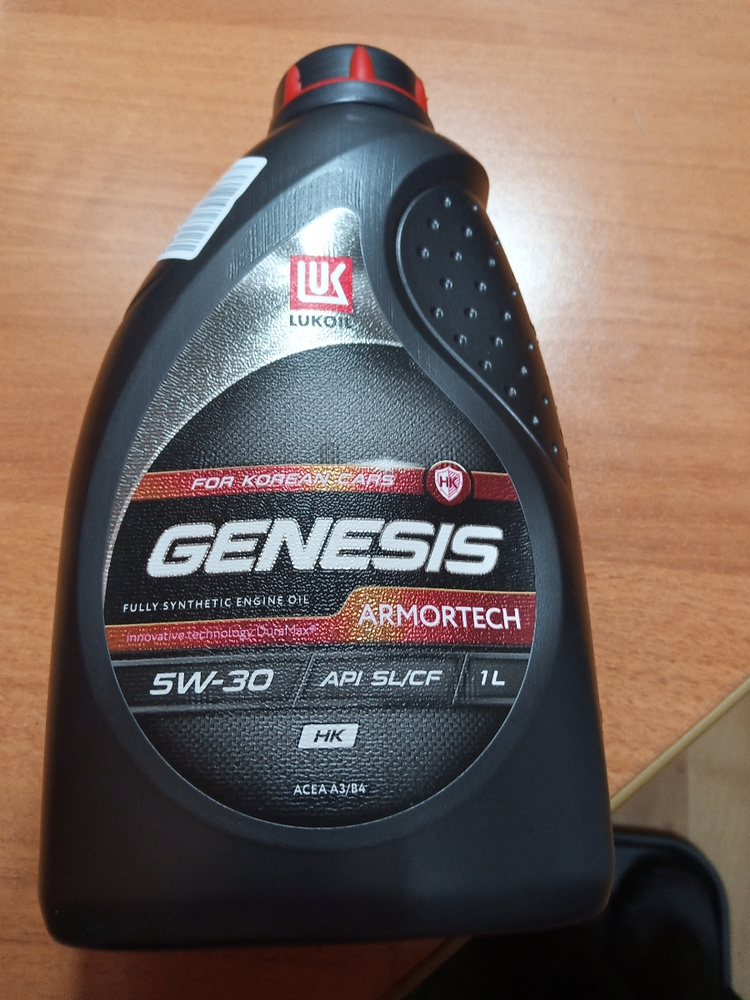 LUK
LUKOIL
FOR KOREAN CARS
HK
GENESIS
FULLY SYNTHETIC ENGINE OIL
ARMORTECH
innovative technology DuraMax®
5W-30 API SL/CF 1L
HK
ACEA A3/B4